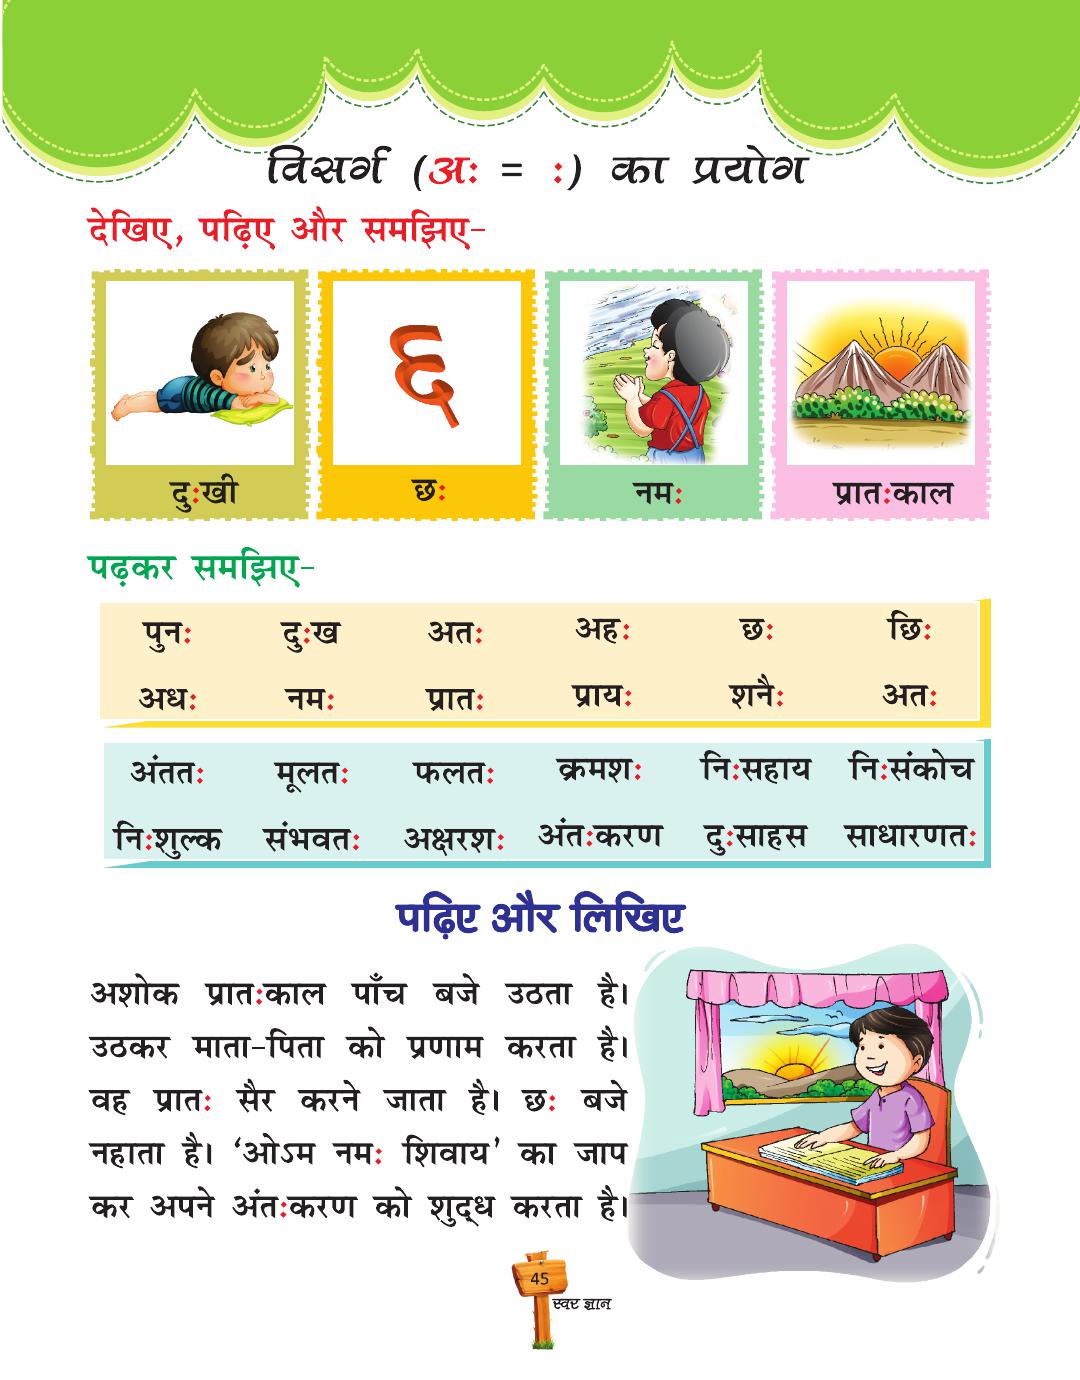 विसर्ग (अः = ः) का प्रयोग
देखिए, पढ़िए और समझिए-
६
दुःखी छः नमः प्रातःकाल
पढ़कर समझिए-
पुनः दुःख अतः अहः छः छिः
अधः नमः प्रातः प्रायः शनैः अतः
अंततः मूलतः फलतः क्रमशः निःसहाय निःसंकोच
निःशुल्क संभवतः अक्षरशः अंतःकरण दुःसाहस साधारणतः
पढ़िए और लिखिए
अशोक प्रातःकाल पाँच बजे उठता है।
उठकर माता-पिता को प्रणाम करता है।
वह प्रातः सैर करने जाता है। छः बजे
नहाता है। ‘ओऽम नमः शिवाय’ का जाप
कर अपने अंतःकरण को शुद्ध करता है।
45
स्वर ज्ञान